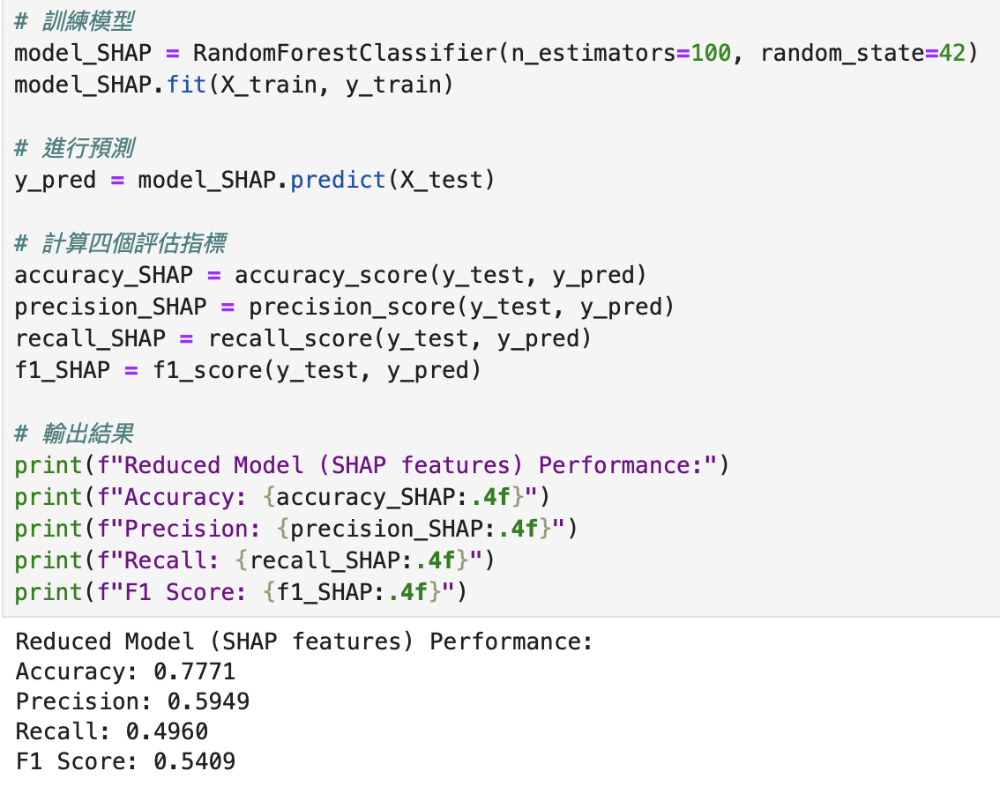 # 訓練模型
model_SHAP = RandomForestClassifier(n_estimators=100, random_state=42)
model_SHAP.fit(X_train, y_train)
# 進行預測
y_pred = model_SHAP.predict(X_test)
# 計算四個評估指標
accuracy_SHAP = accuracy_score(y_test, y_pred)
precision_SHAP = precision_score(y_test, y_pred)
recall_SHAP = recall_score(y_test, y_pred)
f1_SHAP = f1_score(y_test, y_pred)
# 輸出結果
print(f"Reduced Model (SHAP features) Performance:")
print(f"Accuracy: {accuracy_SHAP:.4f}")
print(f"Precision: {precision_SHAP:.4f}")
print(f"Recall: {recall_SHAP:.4f}")
print(f"F1 Score: {f1_SHAP:.4f}")
Reduced Model (SHAP features) Performance:
Accuracy: 0.7771
Precision: 0.5949
Recall: 0.4960
F1 Score: 0.5409